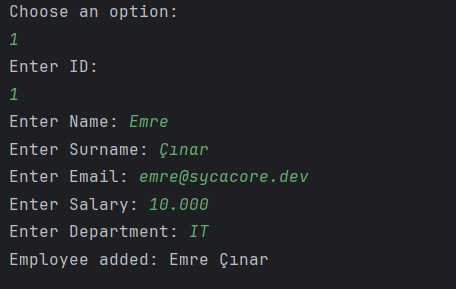 Choose an option:
1
Enter ID:
1
Enter Name: Emre
Enter Surname: Çınar
Enter Email: emre@sycacore.dev
Enter Salary: 10.000
Enter Department: IT
Employee added: Emre Çınar